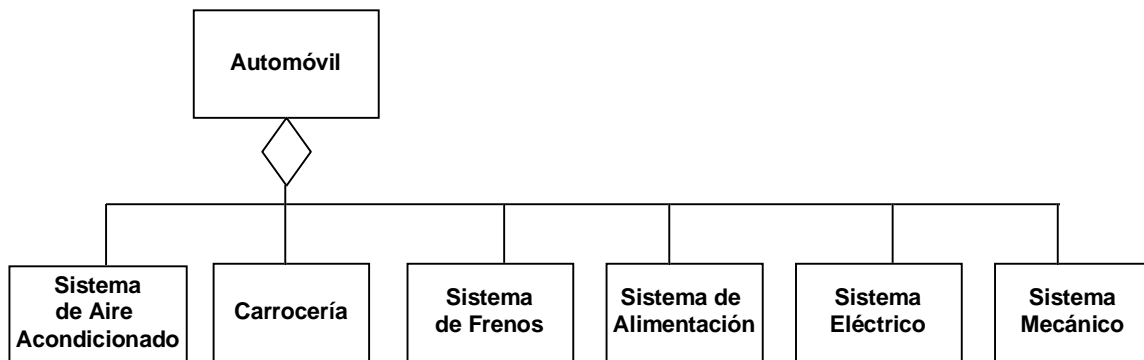 Automóvil
Sistema
de Aire
Acondicionado
Carrocería
Sistema
de Frenos
Sistema de
Alimentación
Sistema
Eléctrico
Sistema
Mecánico